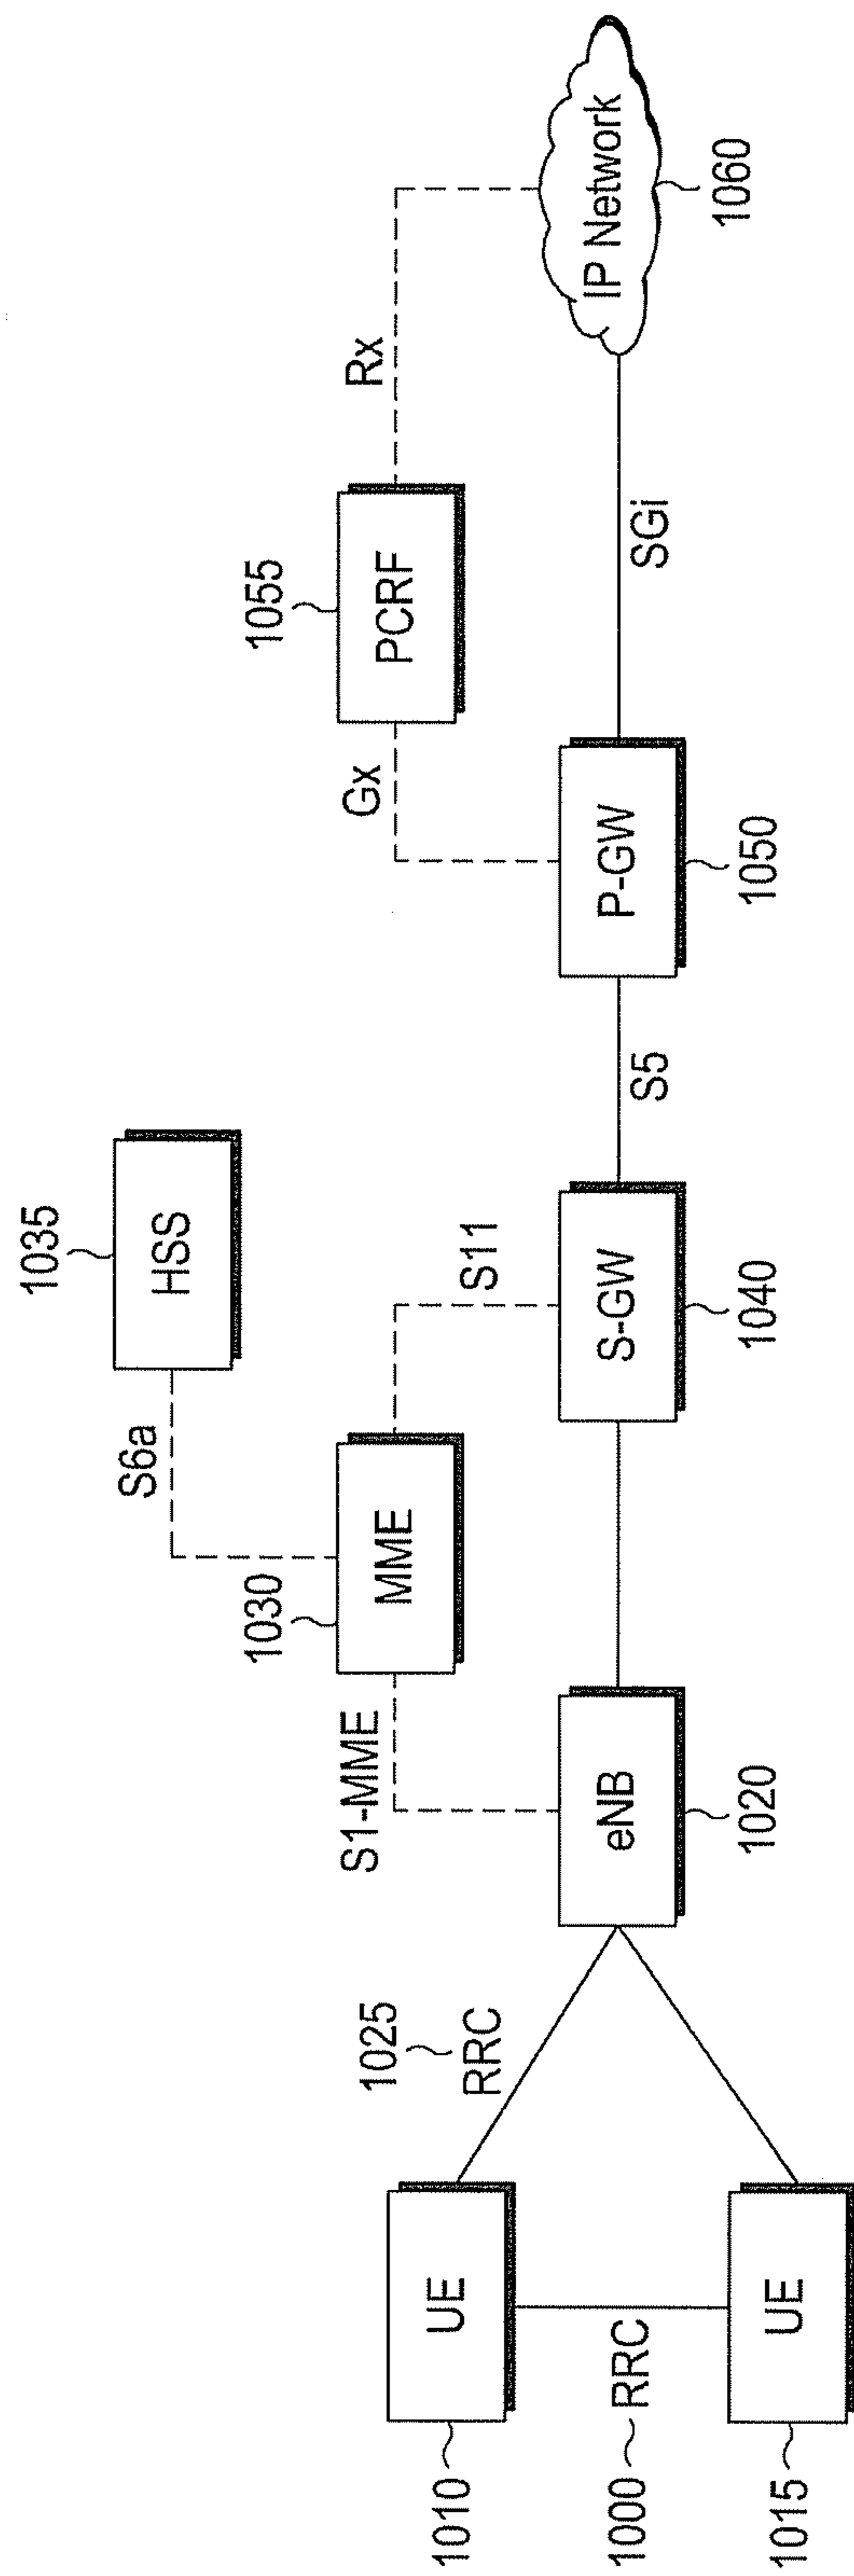 1035
HSS
S6a
1055
1030
PCRF
MME
Rx
Gx
S11
S1-MME
1025
RRC
UE
1010
eNB
1020
S-GW
1040
S5
P-GW
1050
SGi
IP Network
1060
1000
RRC
UE
1015